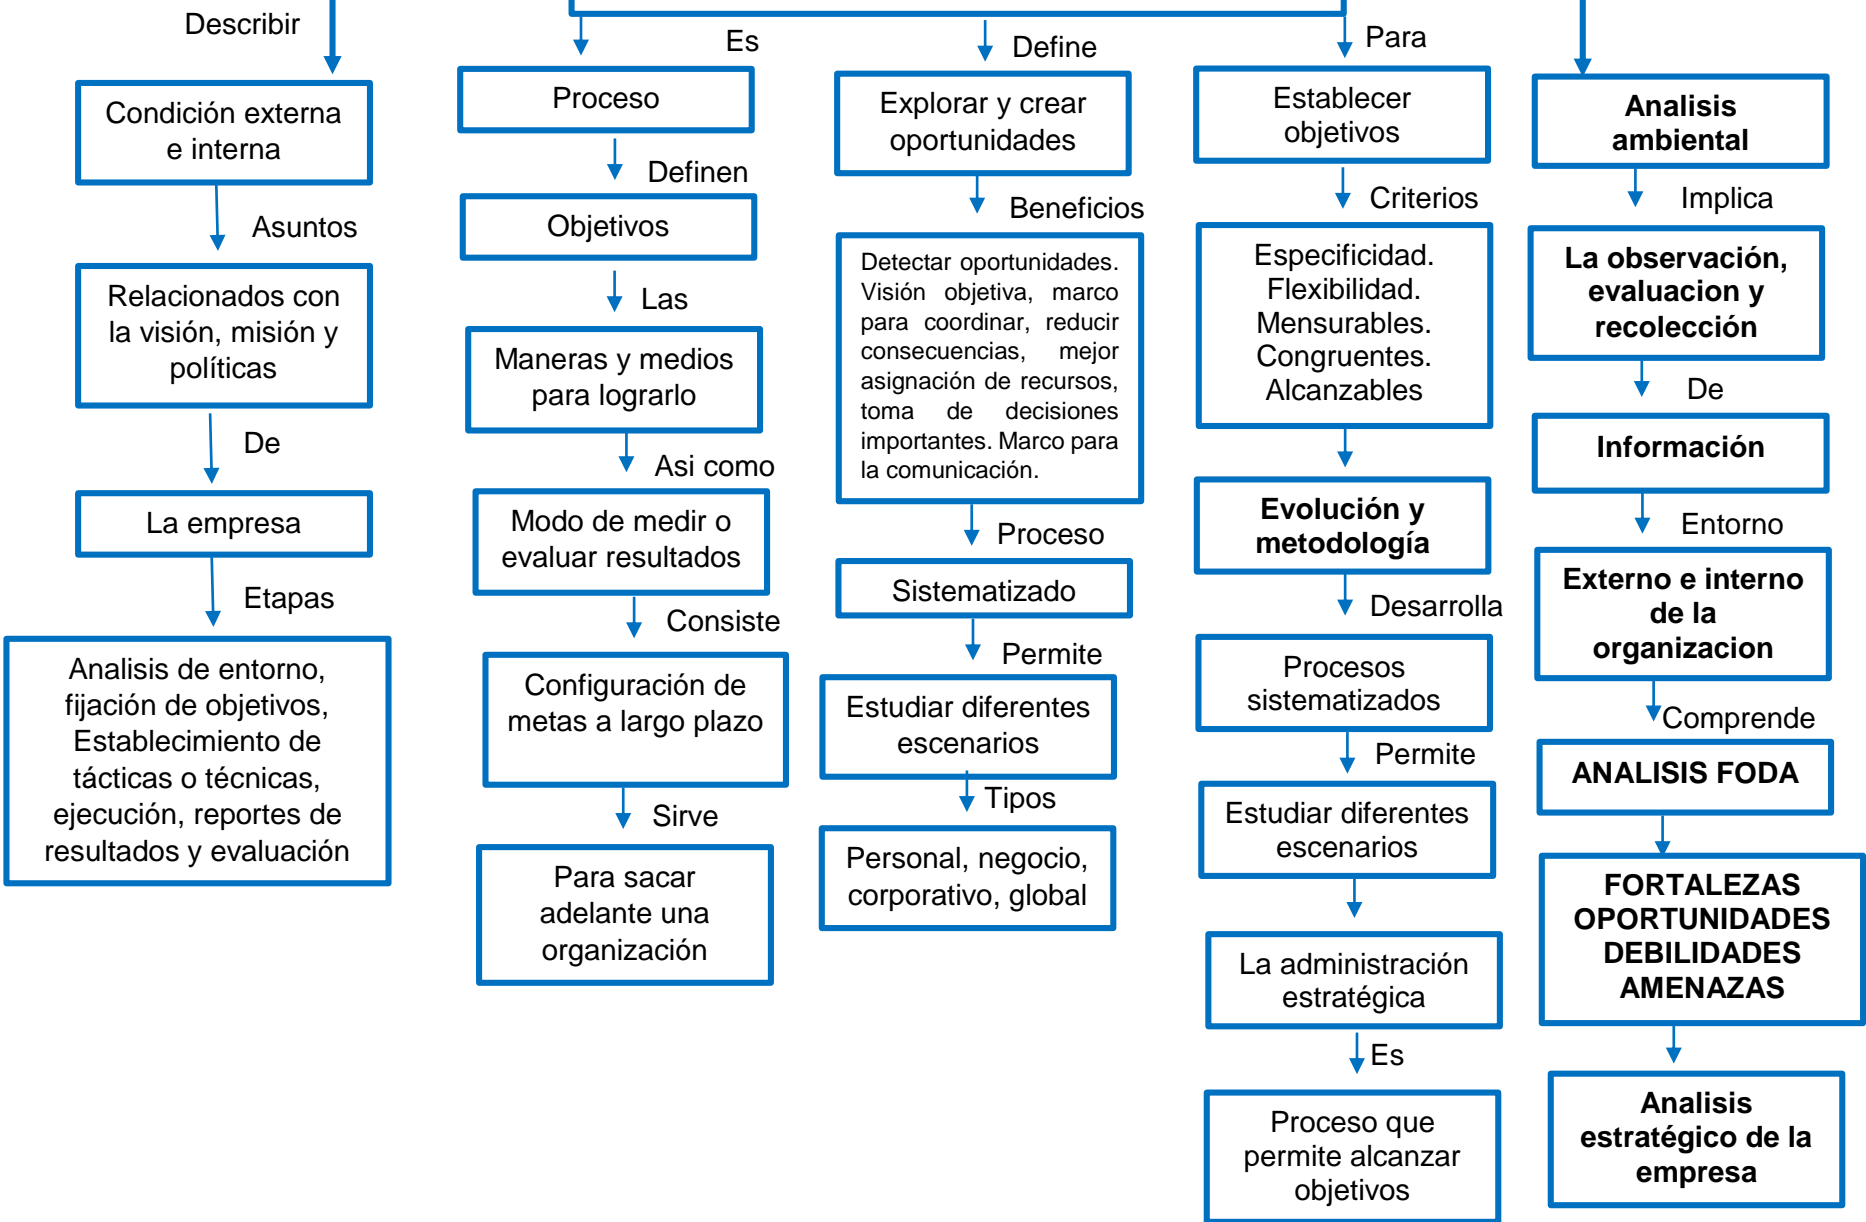 Describir
Condición externa
e interna
Asuntos
Relacionados con
la visión, misión y
políticas
De
La empresa
Etapas
Analisis de entorno,
fijación de objetivos,
Establecimiento de
tácticas o técnicas,
ejecución, reportes de
resultados y evaluación
Es
Proceso
Definen
Objetivos
Las
Maneras y medios
para lograrlo
Asi como
Modo de medir o
evaluar resultados
Consiste
Configuración de
metas a largo plazo
Sirve
Para sacar
adelante una
organización
Define
Explorar y crear
oportunidades
Beneficios
Detectar oportunidades.
Visión objetiva, marco
para coordinar, reducir
consecuencias, mejor
asignación de recursos,
toma de decisiones
importantes. Marco para
la comunicación.
Proceso
Sistematizado
Permite
Estudiar diferentes
escenarios
Tipos
Personal, negocio,
corporativo, global
Para
Establecer
objetivos
Criterios
Especificidad.
Flexibilidad.
Mensurables.
Congruentes.
Alcanzables
Evolución y
metodología
Desarrolla
Procesos
sistematizados
Permite
Estudiar diferentes
escenarios
La administración
estratégica
Es
Proceso que
permite alcanzar
objetivos
Analisis
ambiental
Implica
La observación,
evaluacion y
recolección
De
Información
Entorno
Externo e interno
de la
organizacion
Comprende
ANALISIS FODA
FORTALEZAS
OPORTUNIDADES
DEBILIDADES
AMENAZAS
Analisis
estratégico de la
empresa